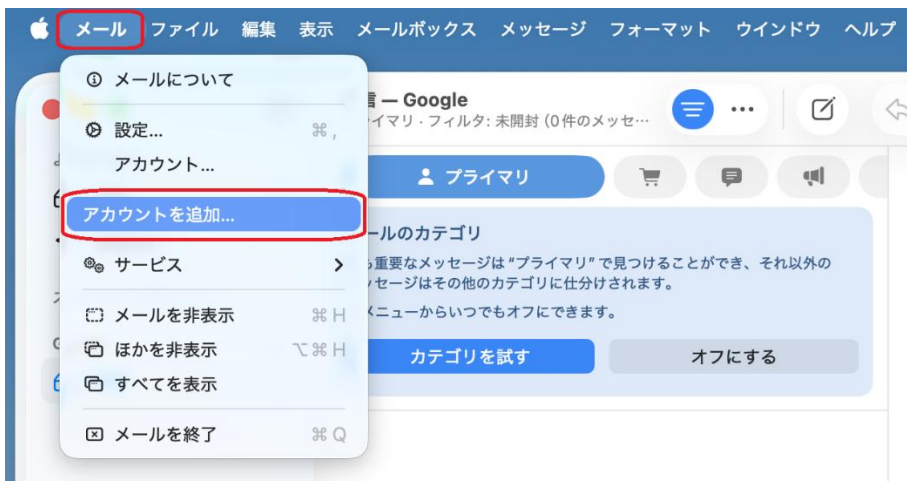 メール ファイル 編集 表示 メールボックス メッセージ フォーマット ウインドウ ヘルプ
メールについて
設定... ⌘ ,
アカウント...
アカウントを追加...
サービス
メールを非表示 ⌘ H
ほかを非表示 ⌥ ⌘ H
すべてを表示
メールを終了 ⌘ Q
信 — Google
イマリ · フィルタ: 未開封 (0件のメッセ…
プライマリ
ールのカテゴリ
重要なメッセージは“プライマリ”で見つけることができ、それ以外の
セージはその他のカテゴリに仕分けされます。
メニューからいつでもオフにできます。
カテゴリを試す オフにする